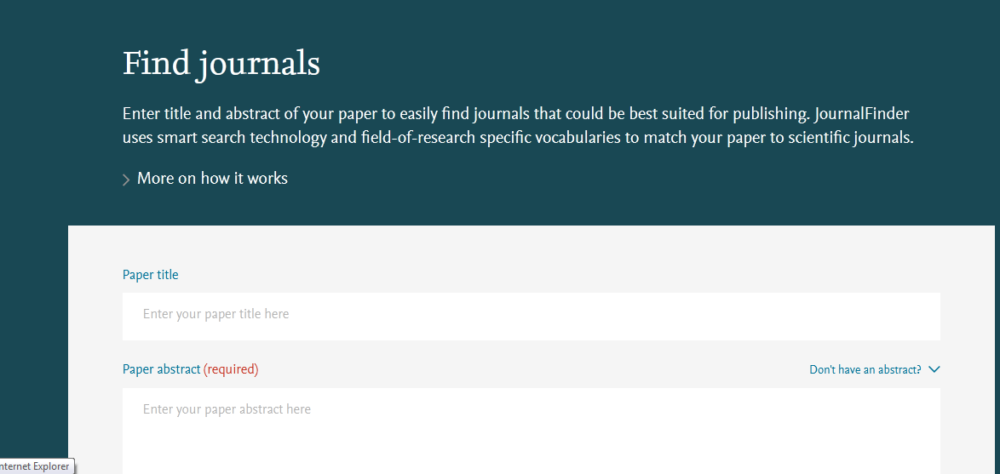 Find journals
Enter title and abstract of your paper to easily find journals that could be best suited for publishing. JournalFinder
uses smart search technology and field-of-research specific vocabularies to match your paper to scientific journals.
More on how it works
Paper title
Enter your paper title here
Paper abstract (required)
Don't have an abstract?
Enter your paper abstract here
nternet Explorer